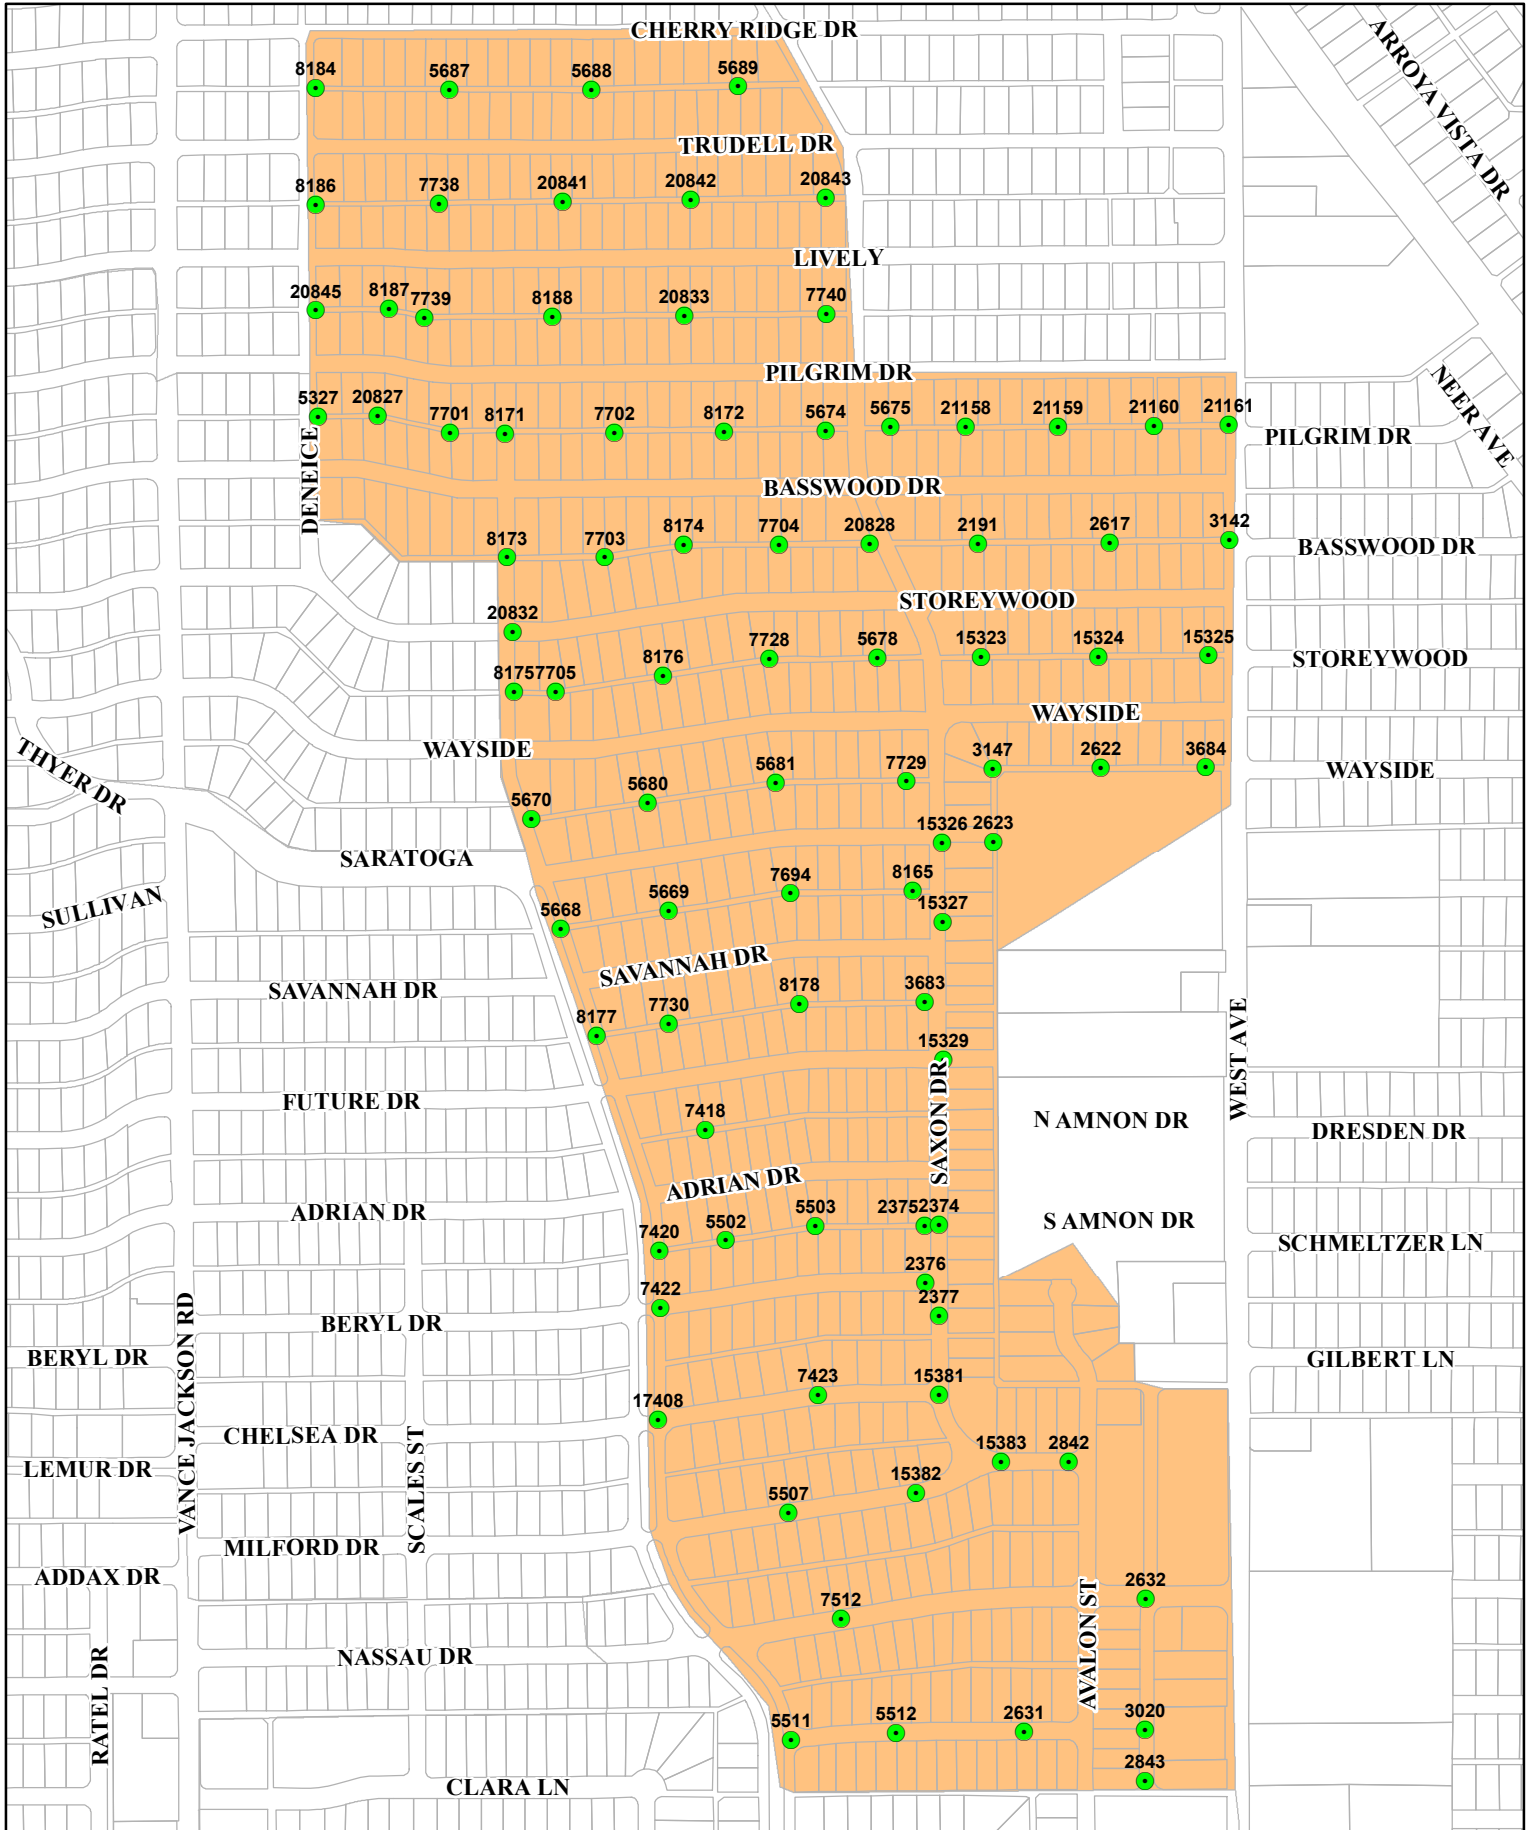 CHERRY RIDGE DR
ARROYA VISTA DR
8184
5687
5688
5689
TRUDELL DR
8186
7738
20841
20842
20843
LIVELY
20845
8187
7739
8188
20833
7740
PILGRIM DR
NEER AVE
5327
20827
7701
8171
7702
8172
5674
5675
21158
21159
21160
21161
PILGRIM DR
DENEICE
BASSWOOD DR
8173
7703
8174
7704
20828
2191
2617
3142
BASSWOOD DR
20832
STOREYWOOD
8175
7705
8176
7728
5678
15323
15324
15325
STOREYWOOD
WAYSIDE
WAYSIDE
THYER DR
5670
5680
5681
7729
3147
2622
3684
WAYSIDE
15326
2623
SARATOGA
SULLIVAN
5668
5669
7694
8165
15327
SAVANNAH DR
SAVANNAH DR
8177
7730
8178
3683
15329
SAXON DR
WEST AVE
FUTURE DR
7418
N AMNON DR
DRESDEN DR
ADRIAN DR
ADRIAN DR
7420
5502
5503
2375
2374
S AMNON DR
SCHMELTZER LN
7422
2376
2377
VANCE JACKSON RD
BERYL DR
BERYL DR
GILBERT LN
17408
7423
15381
CHELSEA DR
SCALES ST
LEMUR DR
15383
2842
5507
15382
MILFORD DR
ADDAX DR
7512
2632
AVALON ST
RATEL DR
NASSAU DR
5511
5512
2631
3020
2843
CLARA LN